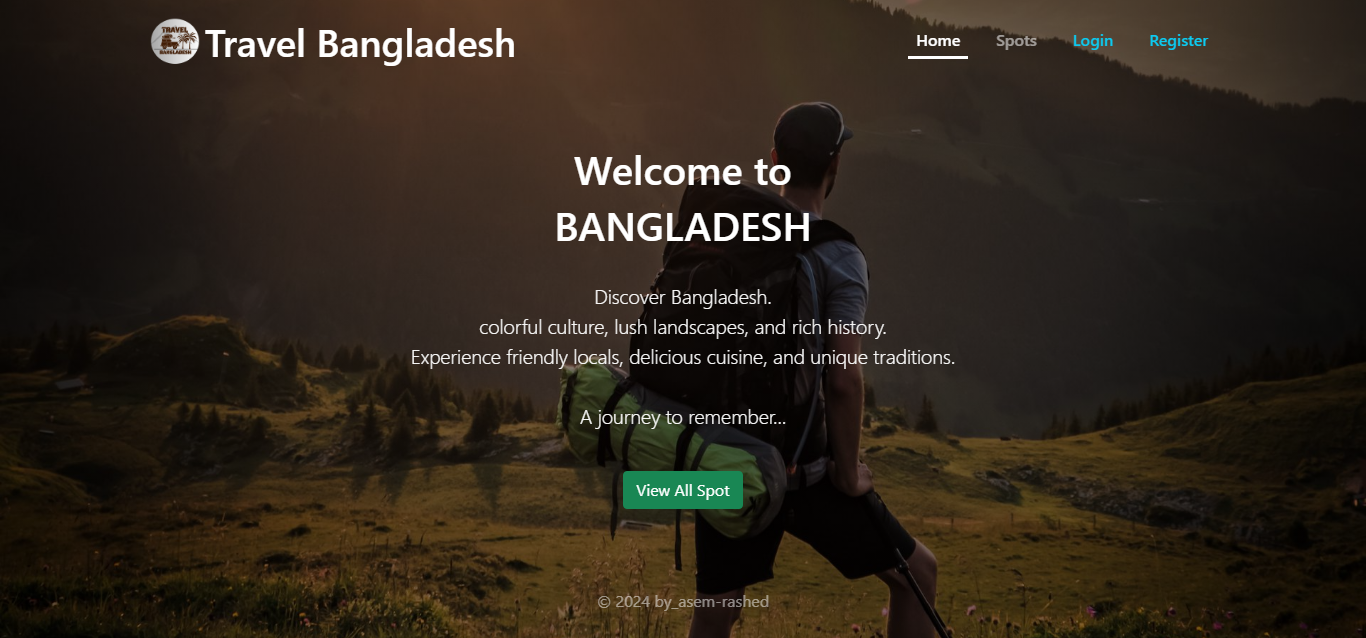 TRAVEL
BANGLADESH
Travel Bangladesh
Home
Spots
Login
Register
Welcome to
BANGLADESH
Discover Bangladesh.
colorful culture, lush landscapes, and rich history.
Experience friendly locals, delicious cuisine, and unique traditions.
A journey to remember...
View All Spot
© 2024 by_asem-rashed